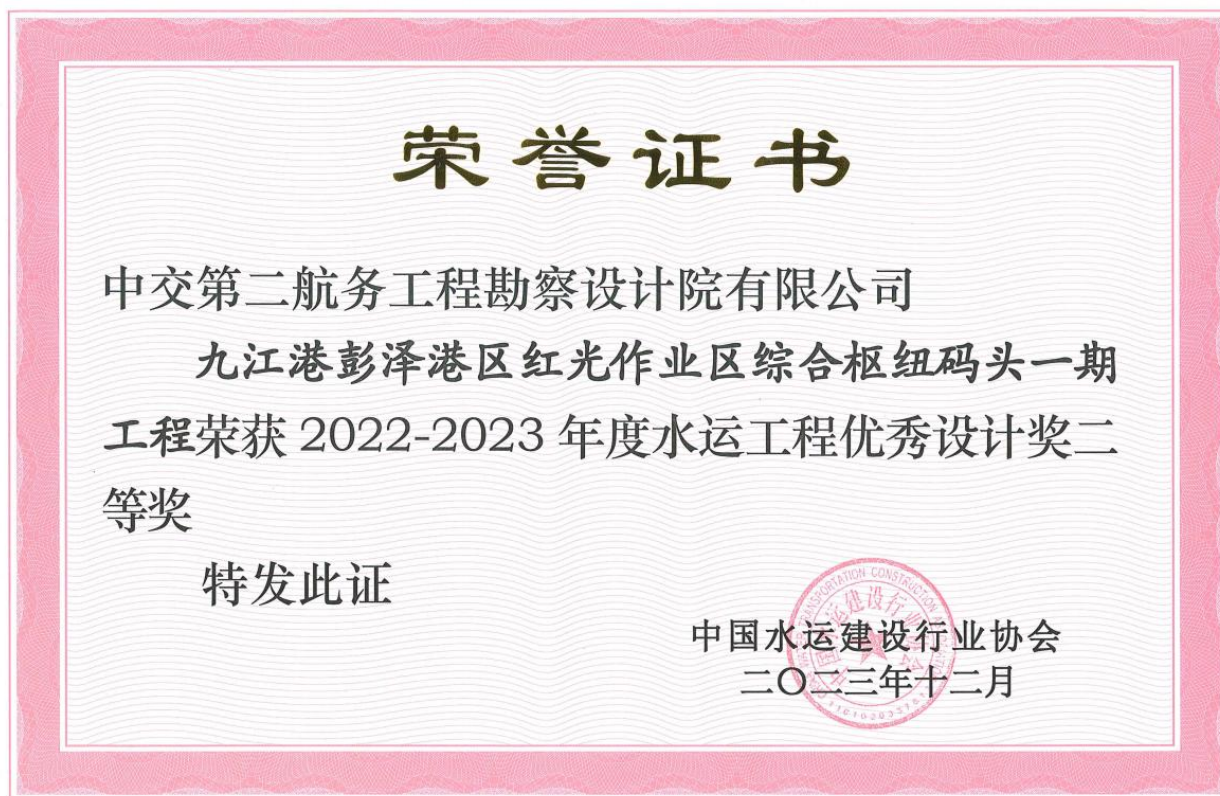 荣誉证书
中交第二航务工程勘察设计院有限公司
九江港彭泽港区红光作业区综合枢纽码头一期
工程荣获 2022-2023 年度水运工程优秀设计奖二
等奖
特发此证
中国水运建设行业协会
二〇二三年十二月